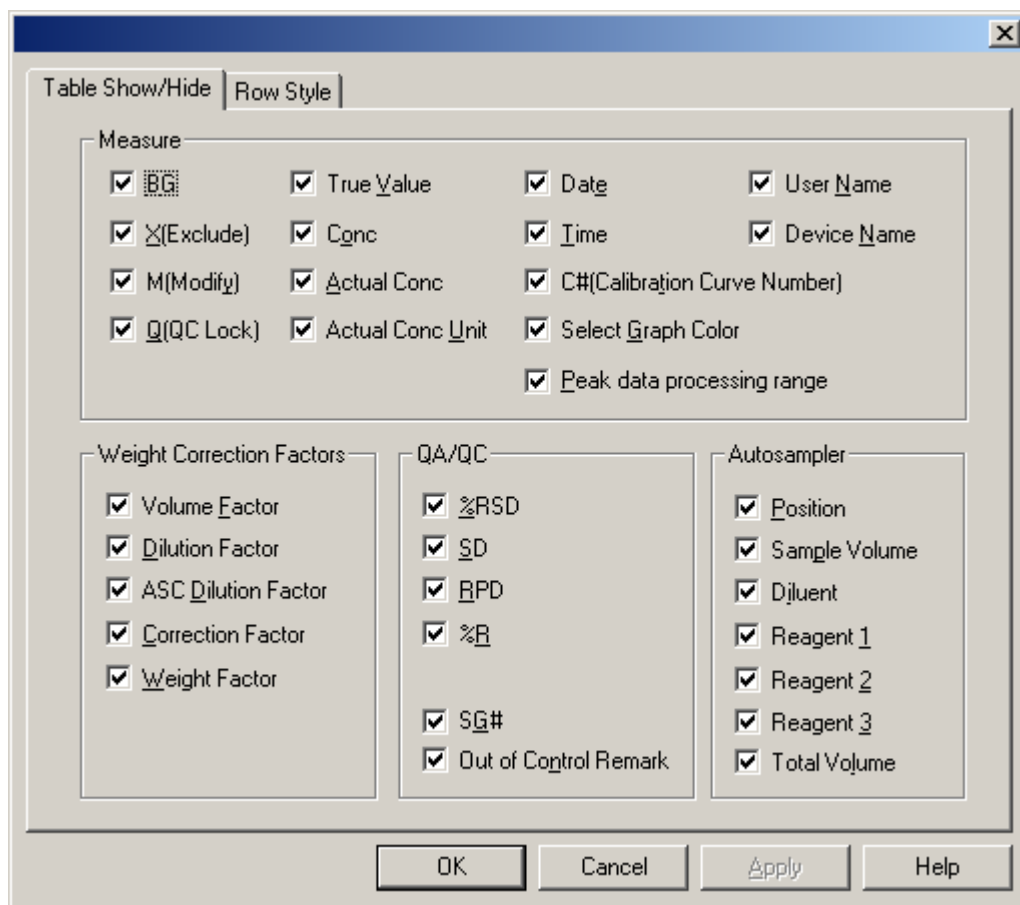 Table Show/Hide Row Style
Measure
BG True Value Date User Name
X(Exclude) Conc Time Device Name
M(Modify) Actual Conc C#(Calibration Curve Number)
Q(QC Lock) Actual Conc Unit Select Graph Color
Peak data processing range
Weight Correction Factors
Volume Factor
Dilution Factor
ASC Dilution Factor
Correction Factor
Weight Factor
QA/QC
%RSD
SD
RPD
%R
SG#
Out of Control Remark
Autosampler
Position
Sample Volume
Diluent
Reagent 1
Reagent 2
Reagent 3
Total Volume
OK Cancel Apply Help